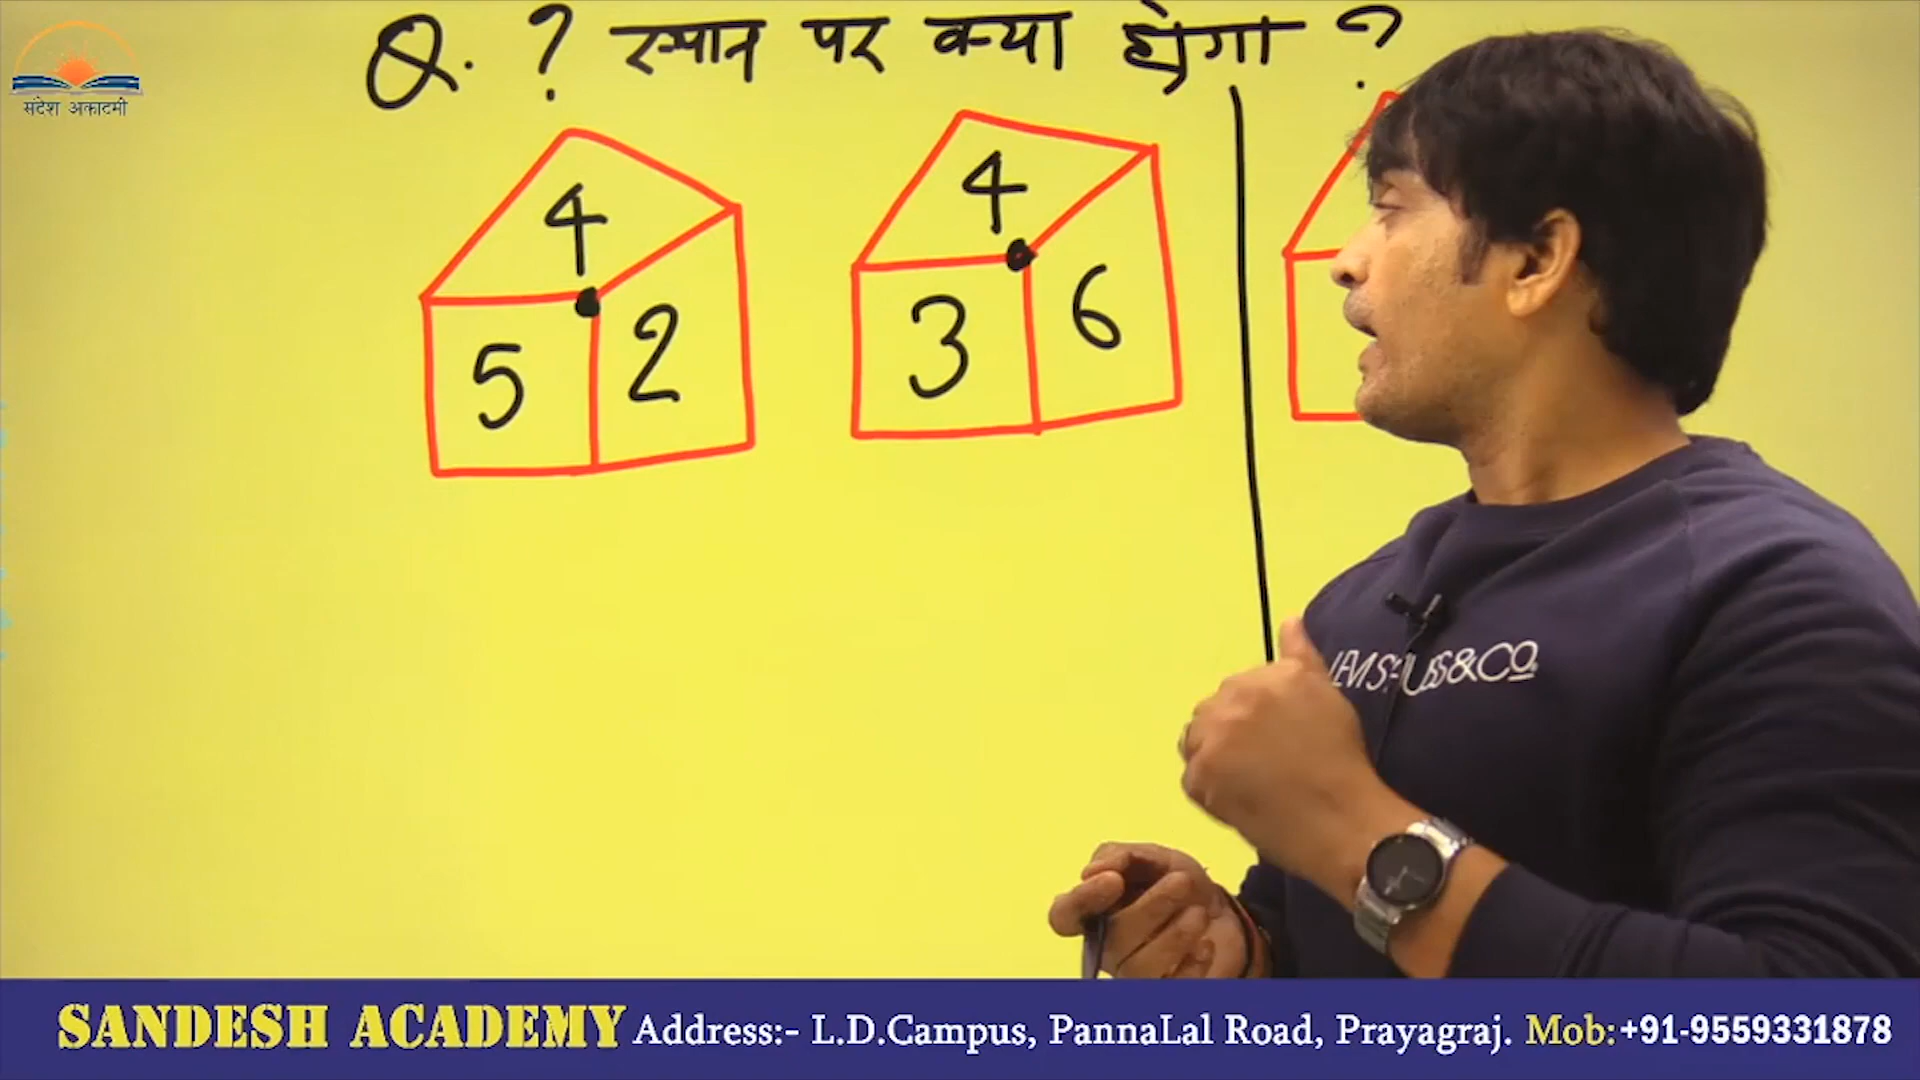 संदेश अकादमी
Q. ? स्थान पर क्या होगा ?
4
5 2
4
3 6
&CO.
SANDESH ACADEMY Address:- L.D.Campus, PannaLal Road, Prayagraj. Mob:+91-9559331878